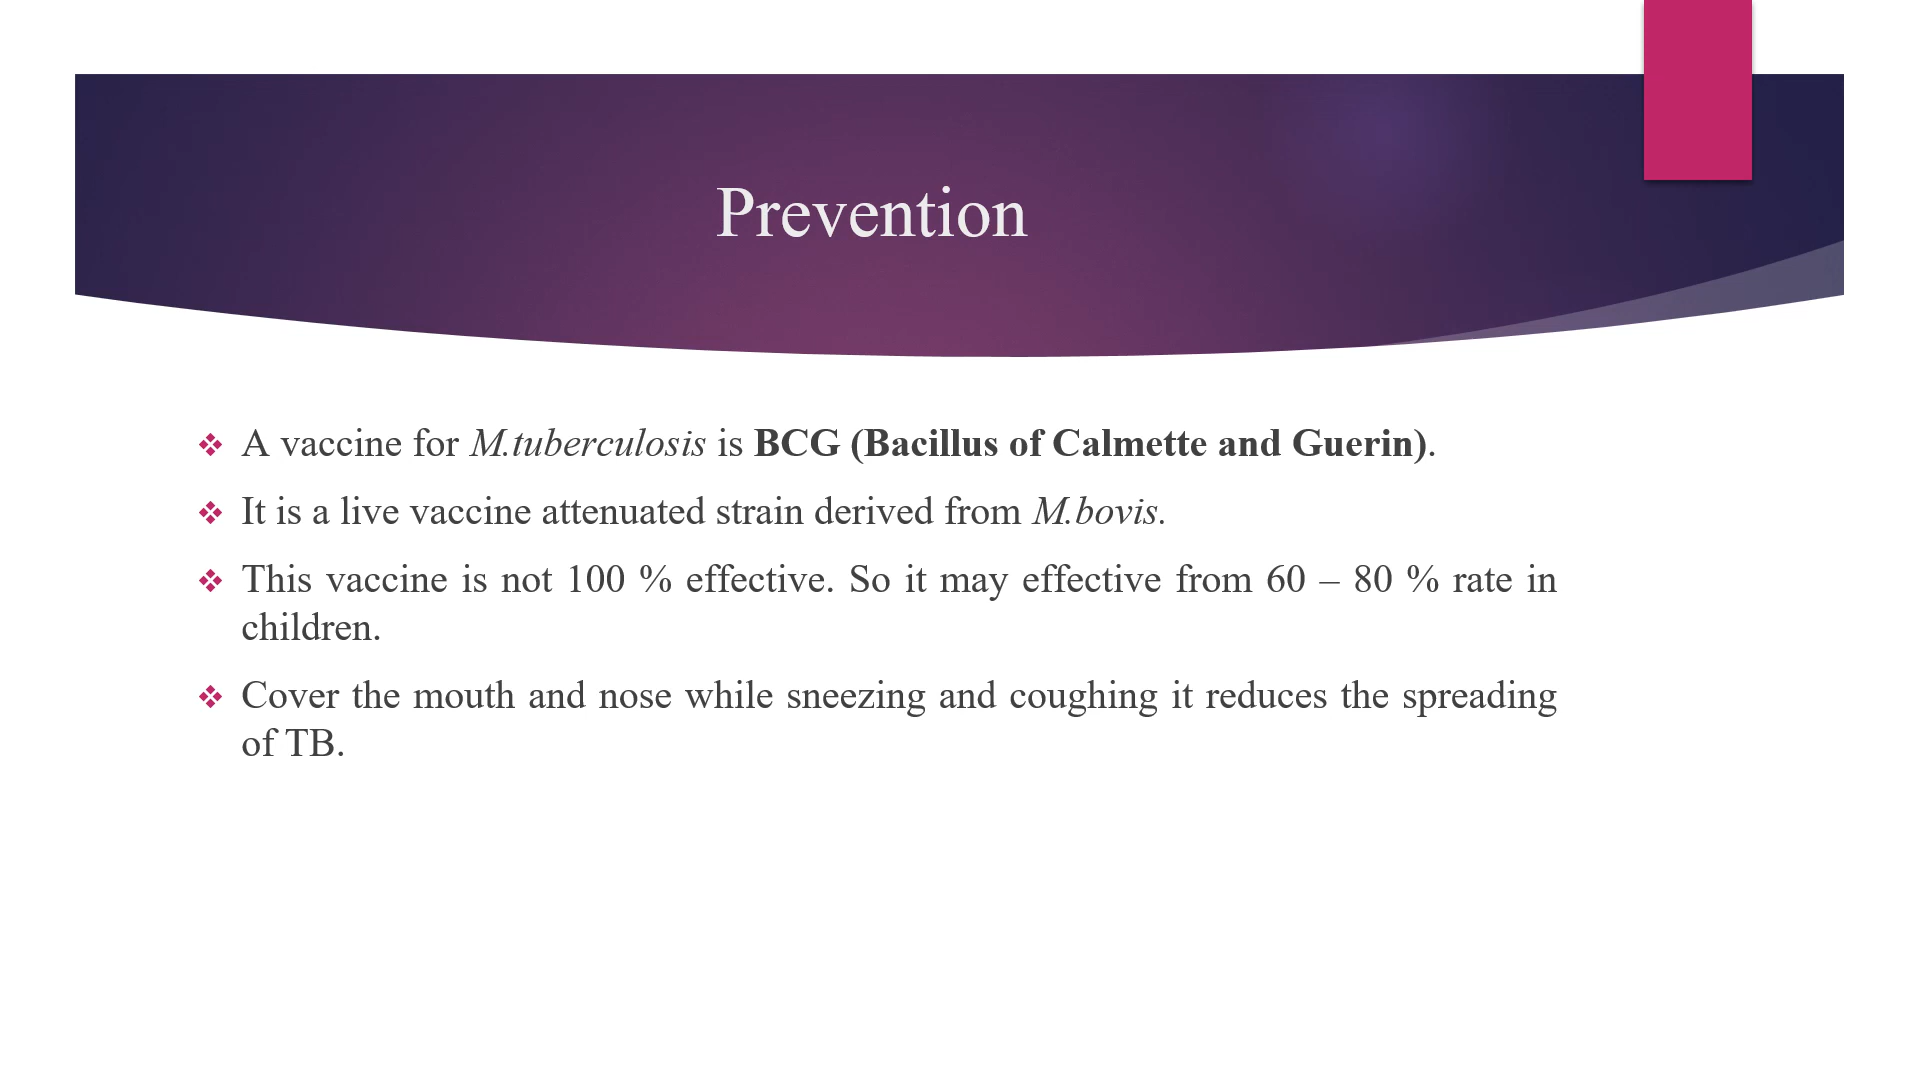 Prevention
A vaccine for M.tuberculosis is BCG (Bacillus of Calmette and Guerin).
It is a live vaccine attenuated strain derived from M.bovis.
This vaccine is not 100 % effective. So it may effective from 60 – 80 % rate in
children.
Cover the mouth and nose while sneezing and coughing it reduces the spreading
of TB.